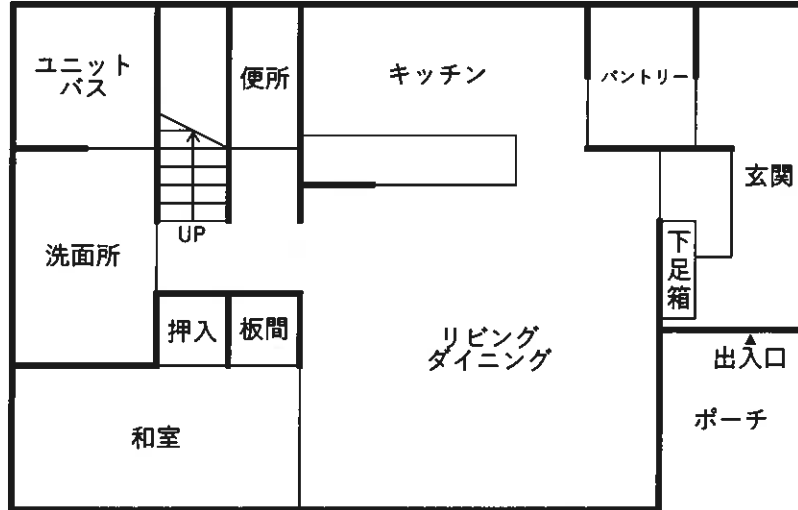 ユニット
バス
便所
キッチン
パントリー
玄関
洗面所
UP
下
足
箱
押入
板間
リビング
ダイニング
出入口
ポーチ
和室